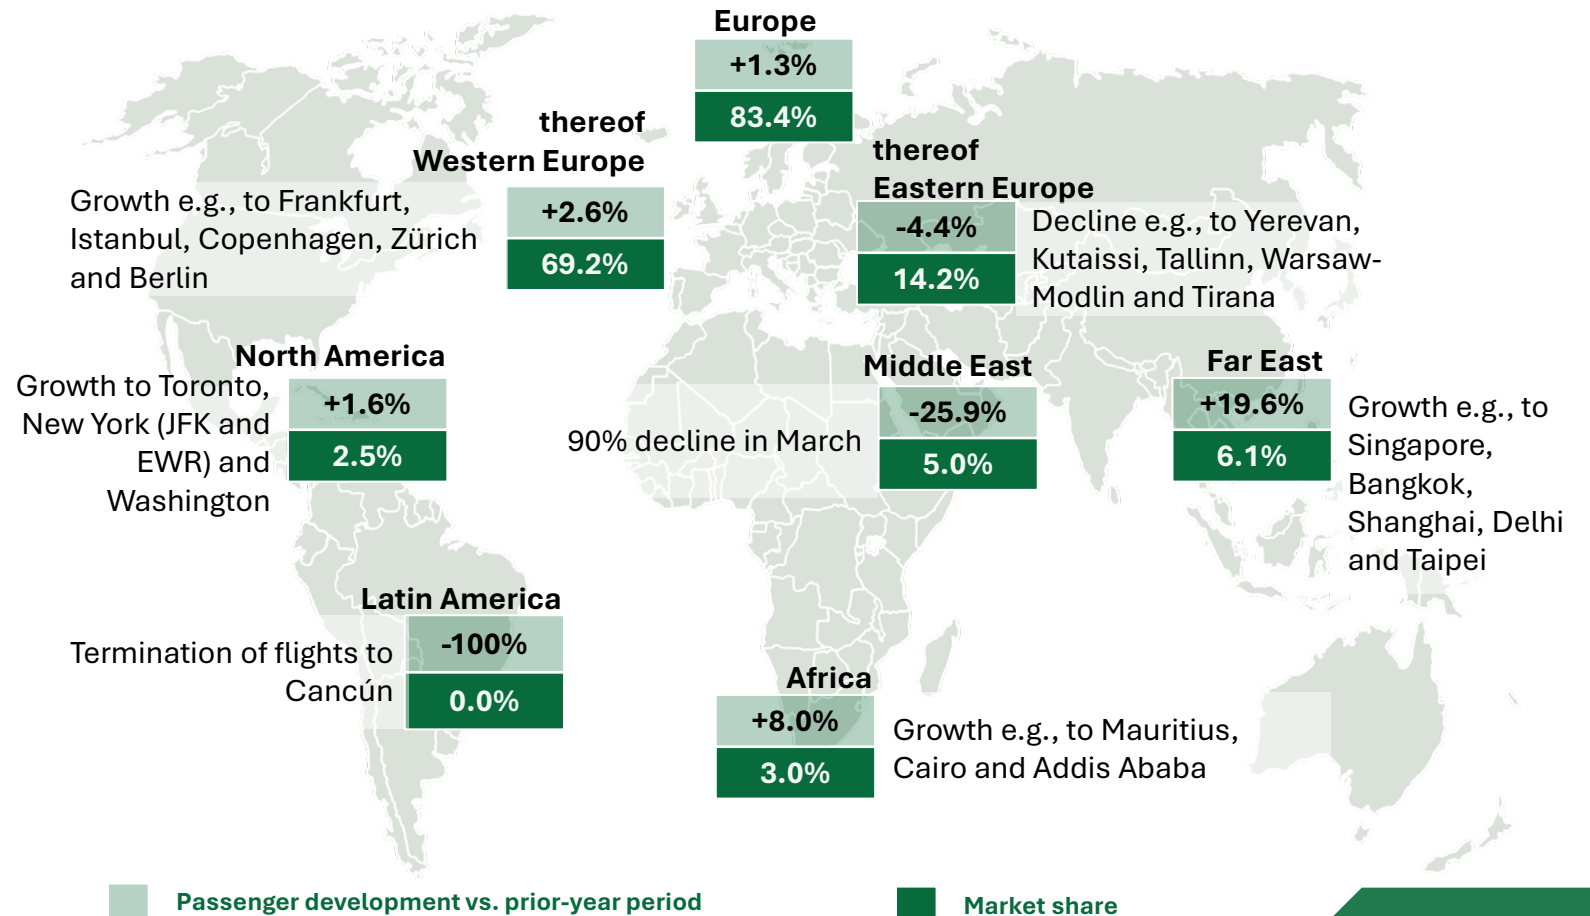 Europe
+1.3%
83.4%
thereof
Western Europe
+2.6%
69.2%
Growth e.g., to Frankfurt,
Istanbul, Copenhagen, Zürich
and Berlin
thereof
Eastern Europe
-4.4%
14.2%
Decline e.g., to Yerevan,
Kutaissi, Tallinn, Warsaw-
Modlin and Tirana
North America
+1.6%
2.5%
Growth to Toronto,
New York (JFK and
EWR) and
Washington
Middle East
-25.9%
5.0%
90% decline in March
Far East
+19.6%
6.1%
Growth e.g., to
Singapore,
Bangkok,
Shanghai, Delhi
and Taipei
Latin America
-100%
0.0%
Termination of flights to
Cancún
Africa
+8.0%
3.0%
Growth e.g., to Mauritius,
Cairo and Addis Ababa
Passenger development vs. prior-year period
Market share